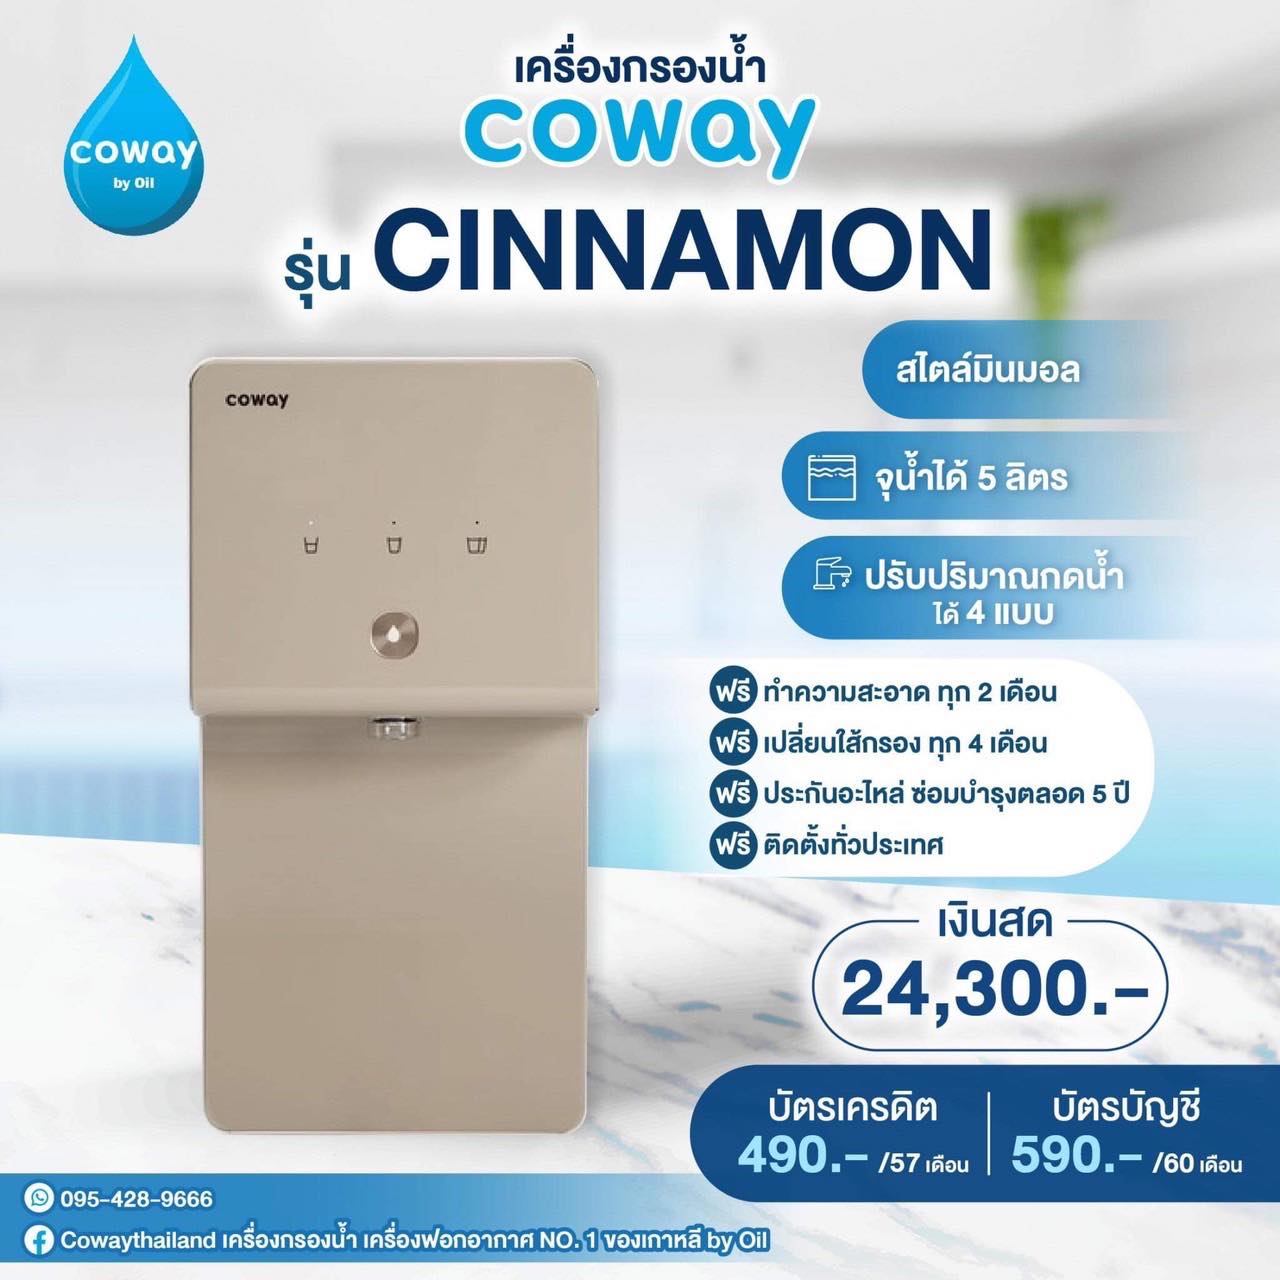 coway
by Oil
เครื่องกรองน้ำ
coway
รุ่น CINNAMON
coway
สไตล์มินมอล
จุน้ำได้ 5 ลิตร
ปรับปริมาณกดน้ำ
ได้ 4 แบบ
ฟรี ทำความสะอาด ทุก 2 เดือน
ฟรี เปลี่ยนใส้กรอง ทุก 4 เดือน
ฟรี ประกันอะไหล่ ซ่อมบำรุงตลอด 5 ปี
ฟรี ติดตั้งทั่วประเทศ
เงินสด
24,300.-
บัตรเครดิต
490.- /57 เดือน
บัตรบัญชี
590.- /60 เดือน
095-428-9666
Cowaythailand เครื่องกรองน้ำ เครื่องฟอกอากาศ NO. 1 ของเกาหลี by Oil